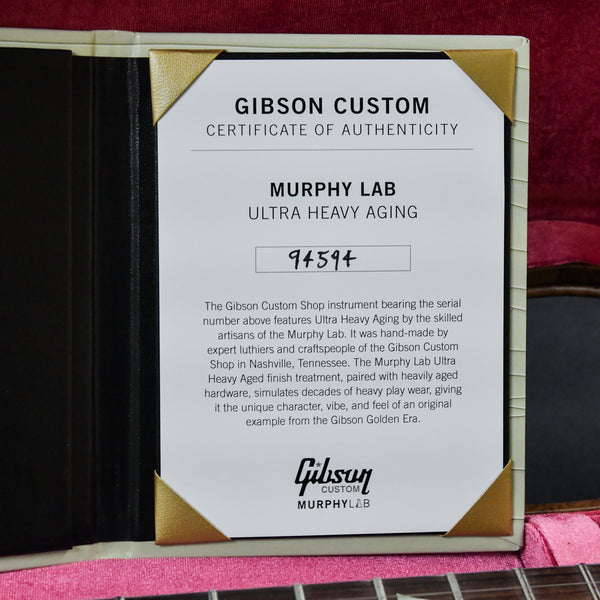 GIBSON CUSTOM
CERTIFICATE OF AUTHENTICITY
MURPHY LAB
ULTRA HEAVY AGING
94594
The Gibson Custom Shop instrument bearing the serial
number above features Ultra Heavy Aging by the skilled
artisans of the Murphy Lab. It was hand-made by
expert luthiers and craftspeople of the Gibson Custom
Shop in Nashville, Tennessee. The Murphy Lab Ultra
Heavy Aged finish treatment, paired with heavily aged
hardware, simulates decades of heavy play wear, giving
it the unique character, vibe, and feel of an original
example from the Gibson Golden Era.
Gibson
CUSTOM
MURPHY LAB